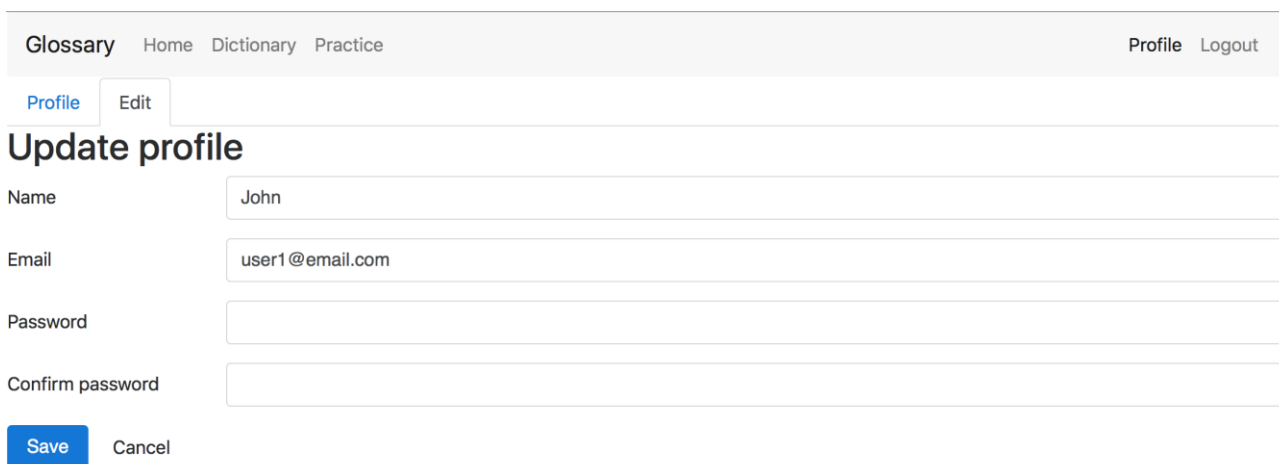 Glossary Home Dictionary Practice Profile Logout
Profile Edit
Update profile
Name John
Email user1@email.com
Password
Confirm password
Save Cancel